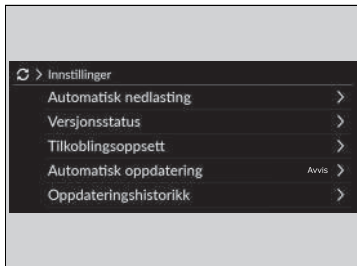 Innstillinger
Automatisk nedlasting
Versjonsstatus
Tilkoblingsoppsett
Automatisk oppdatering Avvis
Oppdateringshistorikk